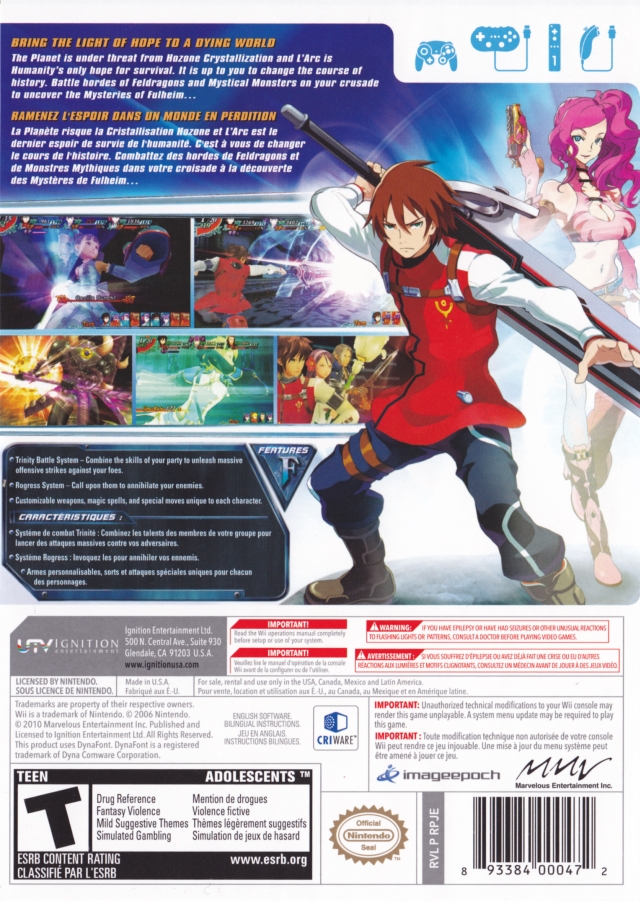 1
BRING THE LIGHT OF HOPE TO A DYING WORLD
The Planet is under threat from Hozone Crystallization and L'Arc is
Humanity's only hope for survival. It is up to you to change the course of
history. Battle hordes of Feldragons and Mystical Monsters on your crusade
to uncover the Mysteries of Fulheim...
RAMENEZ L'ESPOIR DANS UN MONDE EN PERDITION
La Planète risque la Cristallisation Hozone et L'Arc est le
dernier espoir de survie de l'humanité. C'est à vous de changer
le cours de l'histoire. Combattez des hordes de Feldragons et
de Monstres Mythiques dans votre croisade à la découverte
des Mystères de Fulheim...
FEATURES
F
• Trinity Battle System – Combine the skills of your party to unleash massive
offensive strikes against your foes.
• Rogress System – Call upon them to annihilate your enemies.
• Customizable weapons, magic spells, and special moves unique to each character.
CARACTÉRISTIQUES :
• Système de combat Trinité : Combinez les talents des membres de votre groupe pour
lancer des attaques massives contre vos adversaires.
• Système Rogress : Invoquez les pour annihiler vos ennemis.
• Armes personnalisables, sorts et attaques spéciales uniques pour chacun
des personnages.
UTV IGNITION
entertainment
Ignition Entertainment Ltd.
500 N. Central Ave., Suite 930
Glendale, CA 91203 U.S.A.
www.ignitionusa.com
IMPORTANT!
Read the Wii operations manual completely
before setup or use of your system.
IMPORTANT!
Veuillez lire le manuel d'opération de la console
Wii avant de la configurer ou de l'utiliser.
WARNING: IF YOU HAVE EPILEPSY OR HAVE HAD SEIZURES OR OTHER UNUSUAL REACTIONS
TO FLASHING LIGHTS OR PATTERNS, CONSULT A DOCTOR BEFORE PLAYING VIDEO GAMES.
AVERTISSEMENT : SI VOUS SOUFFREZ D'ÉPILEPSIE OU AVEZ DÉJÀ FAIT UNE CRISE OU EU D'AUTRES
RÉACTIONS AUX LUMIÈRES ET MOTIFS CLIGNOTANTS, CONSULTEZ UN MÉDECIN AVANT DE JOUER À DES JEUX VIDÉO.
LICENSED BY NINTENDO.
SOUS LICENCE DE NINTENDO.
Made in U.S.A.
Fabriqué aux É.-U.
For sale, rental and use only in the USA, Canada, Mexico and Latin America.
Pour vente, location et utilisation aux É.-U., au Canada, au Mexique et en Amérique latine.
Trademarks are property of their respective owners.
Wii is a trademark of Nintendo. © 2006 Nintendo.
© 2010 Marvelous Entertainment Inc. Published and
Licensed to Ignition Entertainment Ltd. All Rights Reserved.
This product uses DynaFont. DynaFont is a registered
trademark of Dyna Comware Corporation.
ENGLISH SOFTWARE.
BILINGUAL INSTRUCTIONS.
JEU EN ANGLAIS,
INSTRUCTIONS BILINGUES.
CRIWARE™
IMPORTANT: Unauthorized technical modifications to your Wii console may
render this game unplayable. A system menu update may be required to play
this game.
IMPORTANT : Toute modification technique non autorisée de votre console
Wii peut rendre ce jeu injouable. Une mise à jour du menu système peut
être amené à jouer ce jeu.
imageepoch
MMV
Marvelous Entertainment Inc.
TEEN ADOLESCENTS ™
T
Drug Reference Mention de drogues
Fantasy Violence Violence fictive
Mild Suggestive Themes Thèmes légèrement suggestifs
Simulated Gambling Simulation de jeux de hasard
ESRB CONTENT RATING www.esrb.org
CLASSIFIÉ PAR L'ESRB
Official
Nintendo
Seal
™
RVL P RPJE
8 93384 00047 2